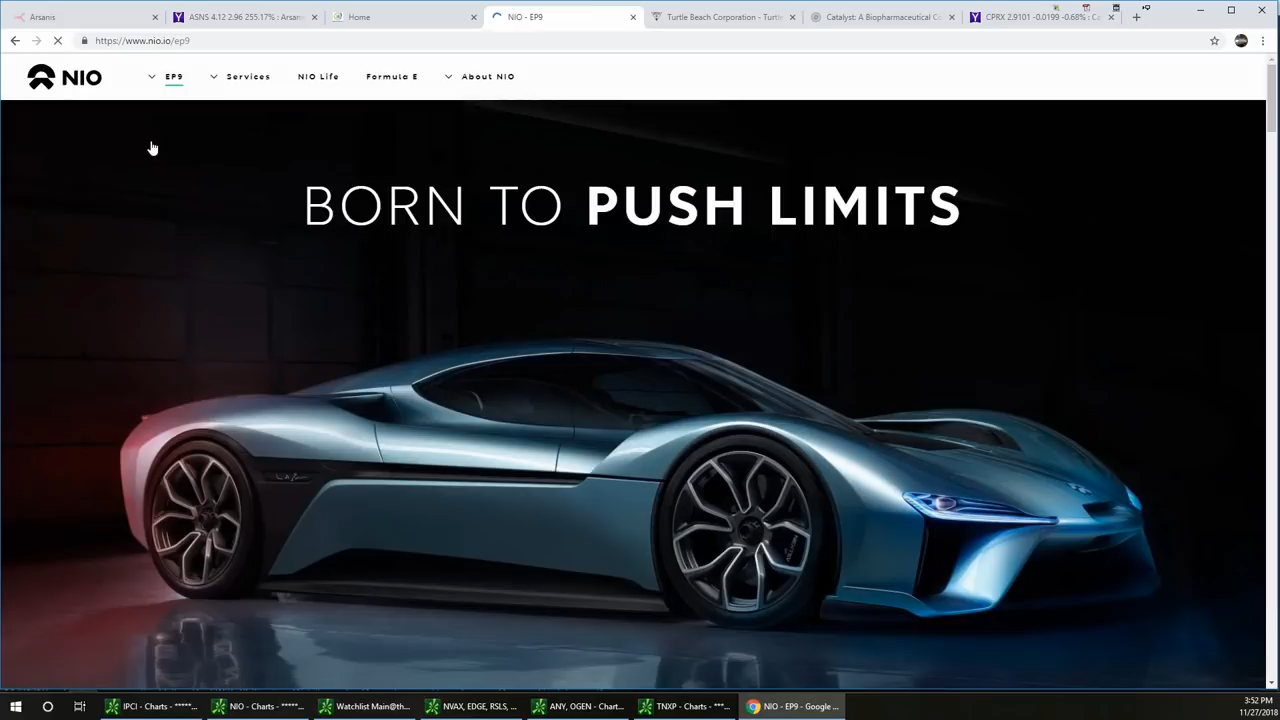 Arsanis
ASNS 4.12 2.96 255.17% : Arsan
Home
NIO - EP9
Turtle Beach Corporation - Turtl
Catalyst: A Biopharmaceutical Co
CPRX 2.9101 -0.0199 -0.68% : Ca
https://www.nio.io/ep9
NIO
EP9
Services
NIO Life
Formula E
About NIO
BORN TO PUSH LIMITS
IPCI - Charts - *****...
NIO - Charts - ****...
Watchlist Main@th...
NVAX, EDGE, RSLS, ...
ANY, OGEN - Chart...
TNXP - Charts - ***...
NIO - EP9 - Google ...
3:52 PM
11/27/2018